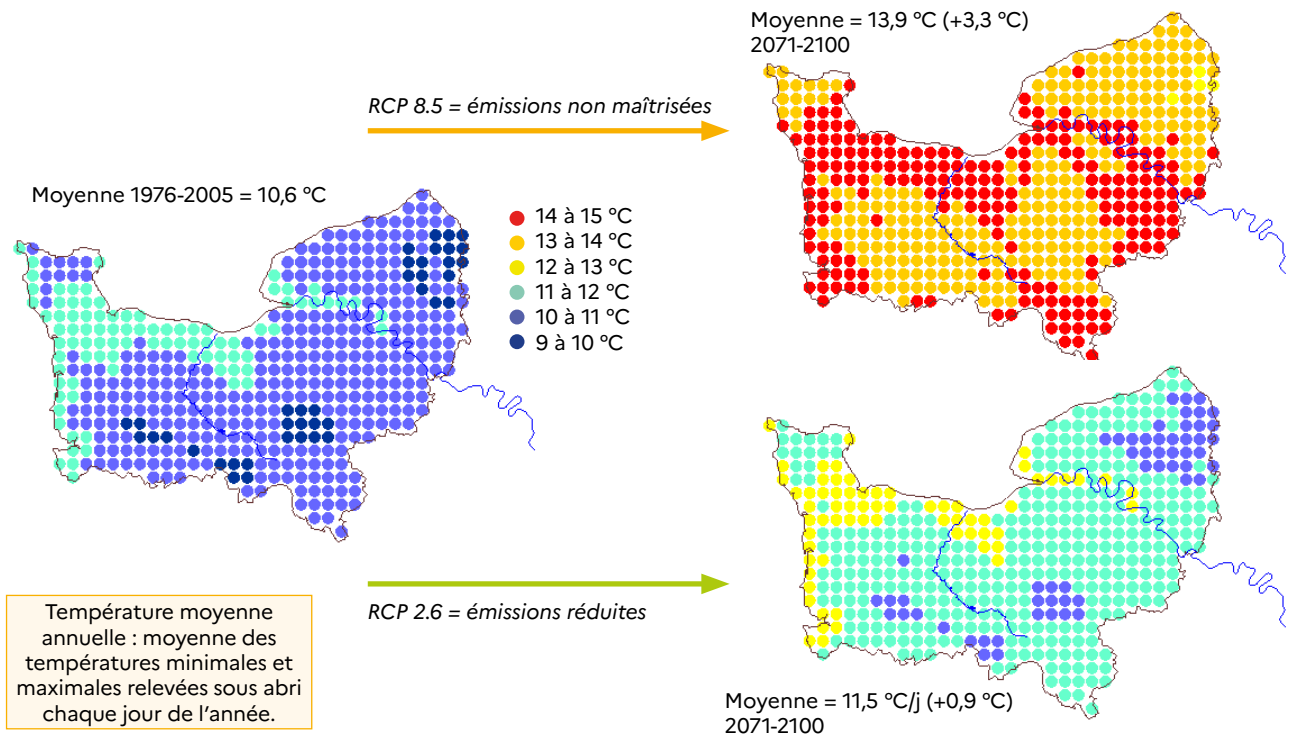 Moyenne = 13,9 °C (+3,3 °C)
2071-2100
RCP 8.5 = émissions non maîtrisées
Moyenne 1976-2005 = 10,6 °C
14 à 15 °C
13 à 14 °C
12 à 13 °C
11 à 12 °C
10 à 11 °C
9 à 10 °C
RCP 2.6 = émissions réduites
Température moyenne
annuelle : moyenne des
températures minimales et
maximales relevées sous abri
chaque jour de l’année.
Moyenne = 11,5 °C/j (+0,9 °C)
2071-2100